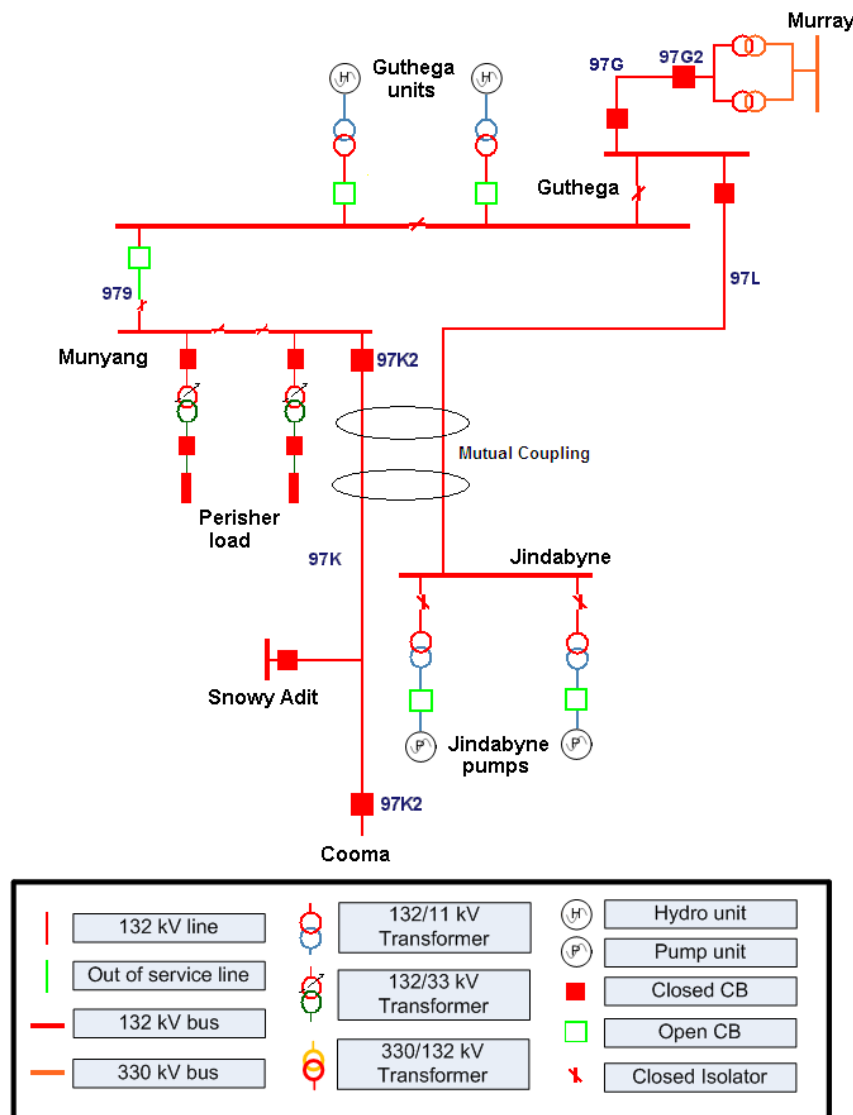 Murray
97G2
97G
Guthega
units
H
H
Guthega
979
97L
Munyang
97K2
Mutual Coupling
Perisher
load
97K
Jindabyne
Snowy Adit
P
P
Jindabyne
pumps
97K2
Cooma
132 kV line
Out of service line
132 kV bus
330 kV bus
132/11 kV
Transformer
132/33 kV
Transformer
330/132 kV
Transformer
H
Hydro unit
P
Pump unit
Closed CB
Open CB
Closed Isolator